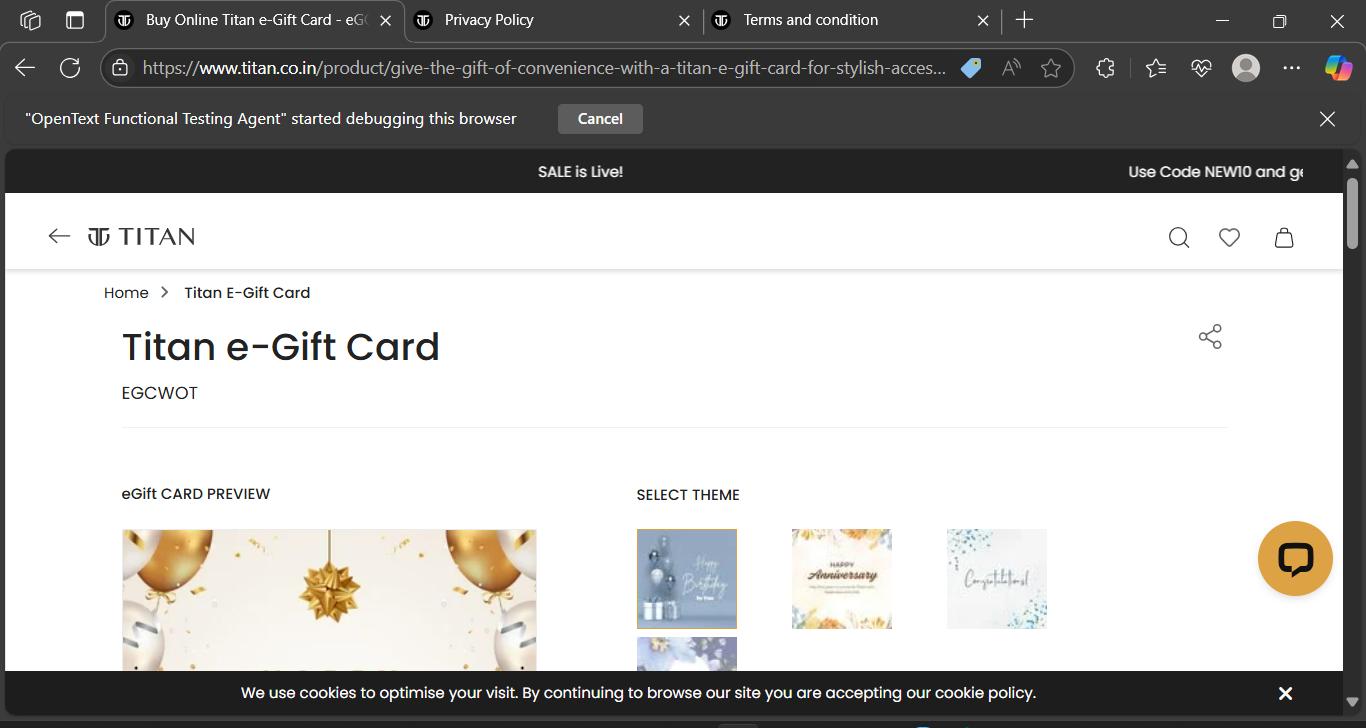 Buy Online Titan e-Gift Card - eG
Privacy Policy
Terms and condition
https://www.titan.co.in/product/give-the-gift-of-convenience-with-a-titan-e-gift-card-for-stylish-acces...
"OpenText Functional Testing Agent" started debugging this browser
Cancel
SALE is Live!
Use Code NEW10 and ge
TITAN
Home > Titan E-Gift Card
Titan e-Gift Card
EGCWOT
eGift CARD PREVIEW
SELECT THEME
Happy
Birthday
to You
HAPPY
Anniversary
Congratulations!
We use cookies to optimise your visit. By continuing to browse our site you are accepting our cookie policy.